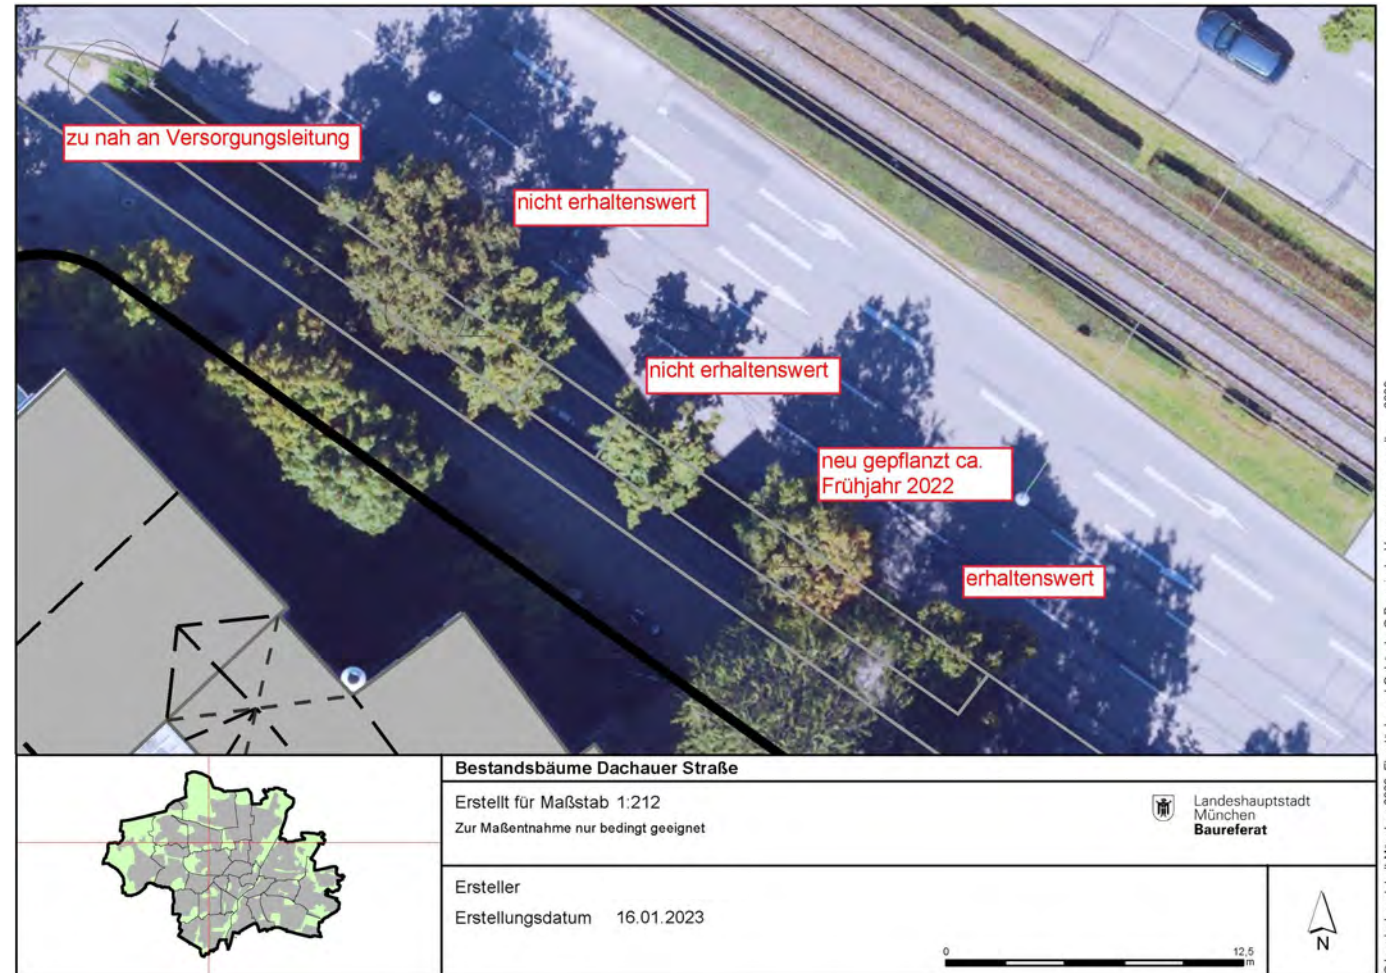 zu nah an Versorgungsleitung
nicht erhaltenswert
nicht erhaltenswert
neu gepflanzt ca.
Frühjahr 2022
erhaltenswert
Bestandsbäume Dachauer Straße
Erstellt für Maßstab 1:212
Zur Maßentnahme nur bedingt geeignet
Landeshauptstadt
München
Baureferat
Ersteller
Erstellungsdatum 16.01.2023
0 12,5
m
N